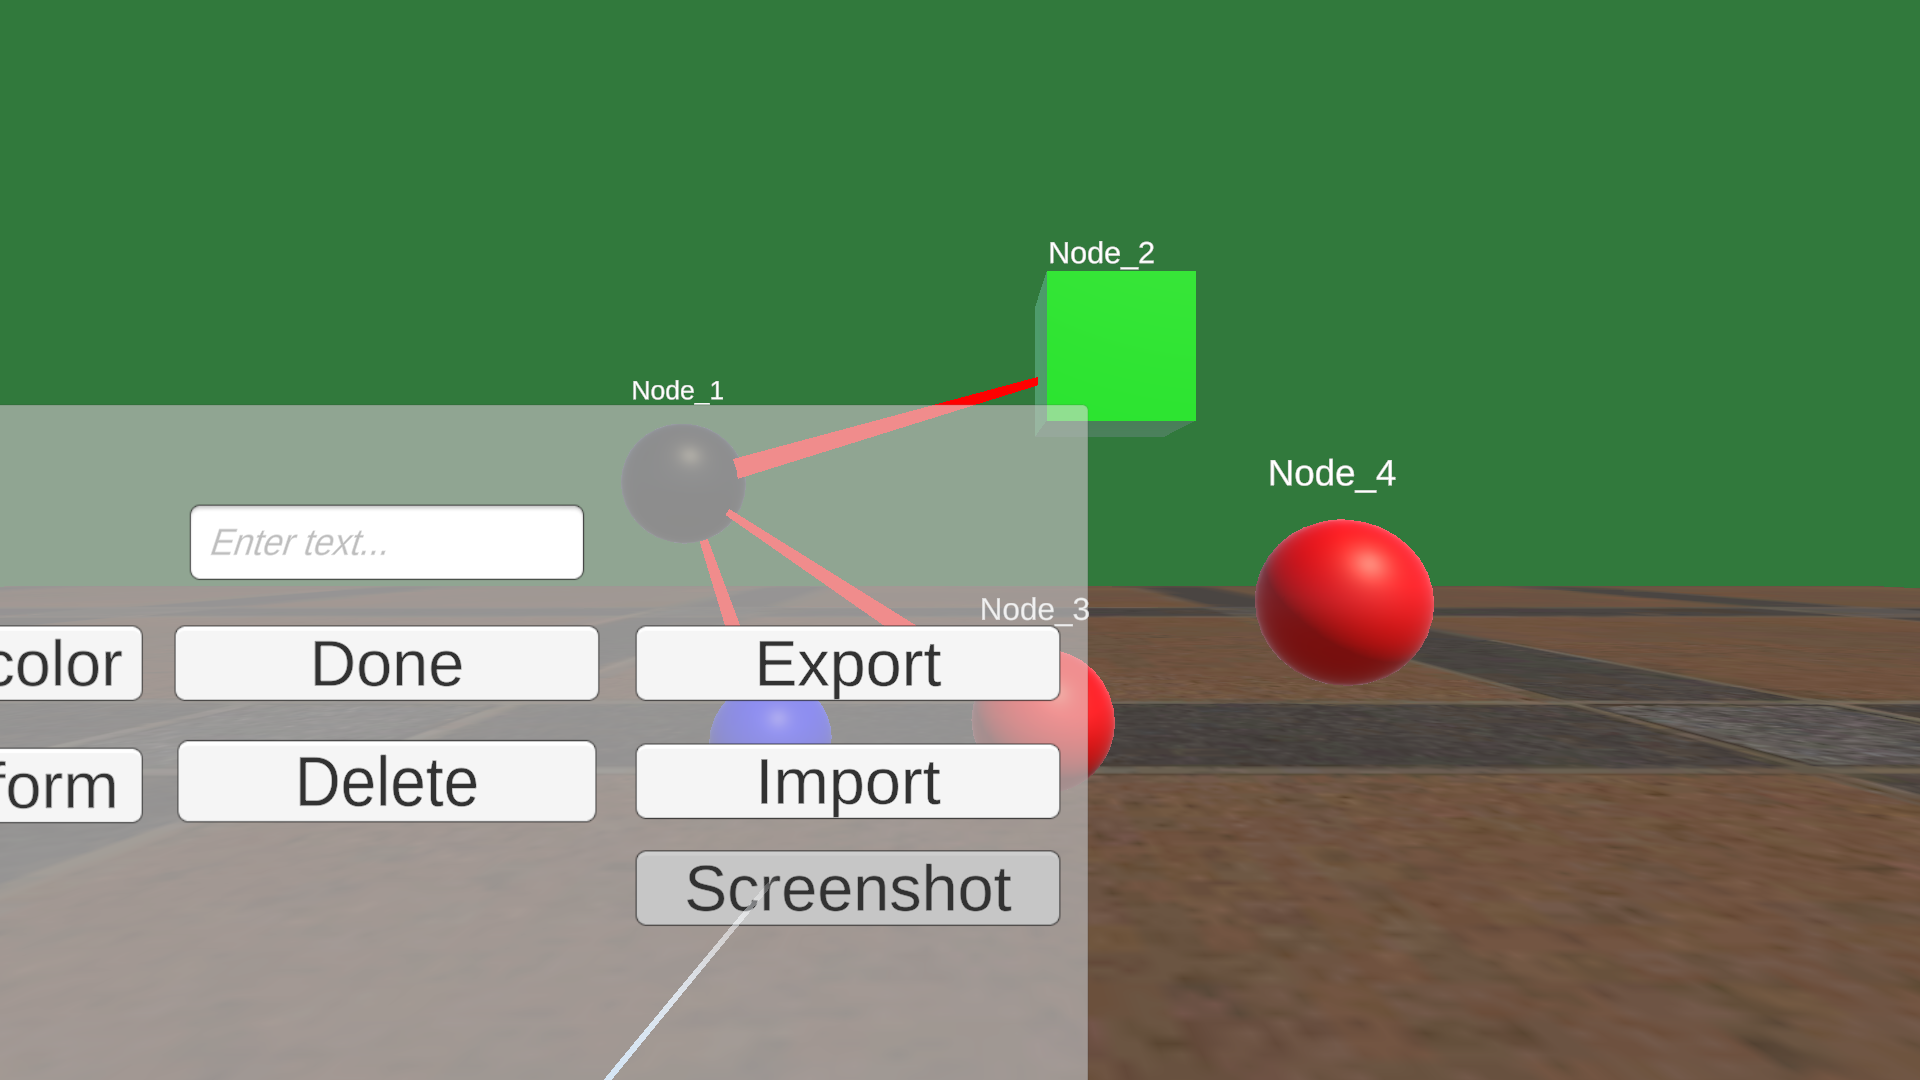 Node_2
Node_1
Node_4
Enter text...
Node_3
color
Done
Export
form
Delete
Import
Screenshot